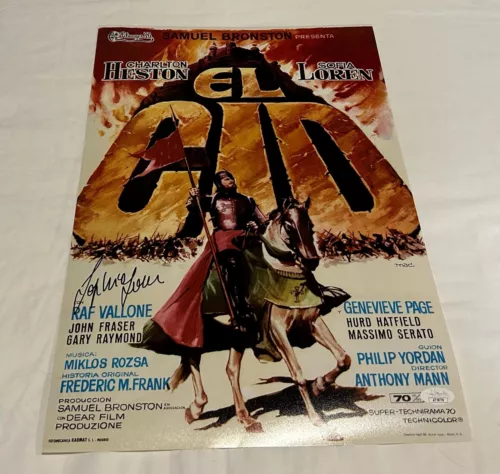 SAMUEL BRONSTON PRESENTA
CHARLTON
HESTON
SOFIA
LOREN
EL
CID
mac.
Sophia Loren
RAF VALLONE
JOHN FRASER
GARY RAYMOND
GENEVIEVE PAGE
HURD HATFIELD
MASSIMO SERATO
MUSICA:
MIKLOS ROZSA
HISTORIA ORIGINAL
FREDERIC M. FRANK
GUION
PHILIP YORDAN
DIRECTOR
ANTHONY MANN
PRODUCCION
SAMUEL BRONSTON
CON DEAR FILM
PRODUZIONE
70
SUPER-TECHNIRAMA 70
TECHNICOLOR®